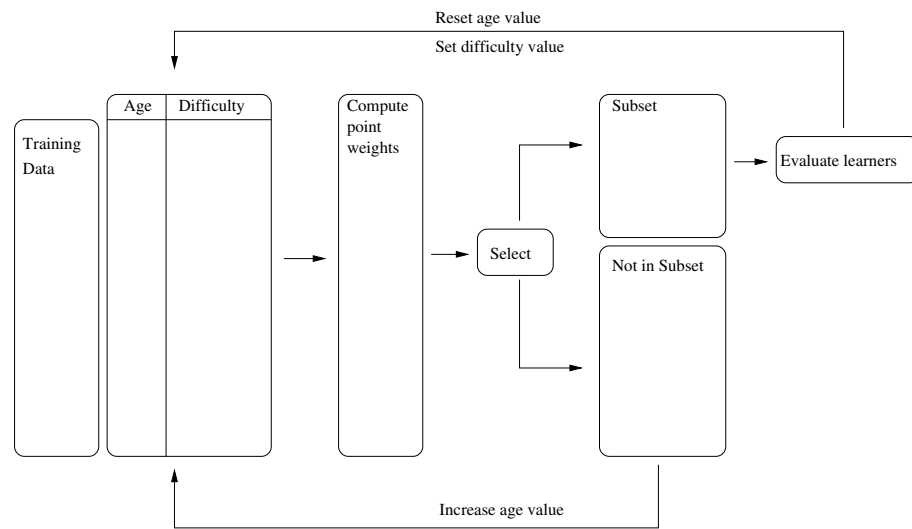 Reset age value
Set difficulty value
Training
Data
Age
Difficulty
Compute
point
weights
Select
Subset
Not in Subset
Evaluate learners
Increase age value